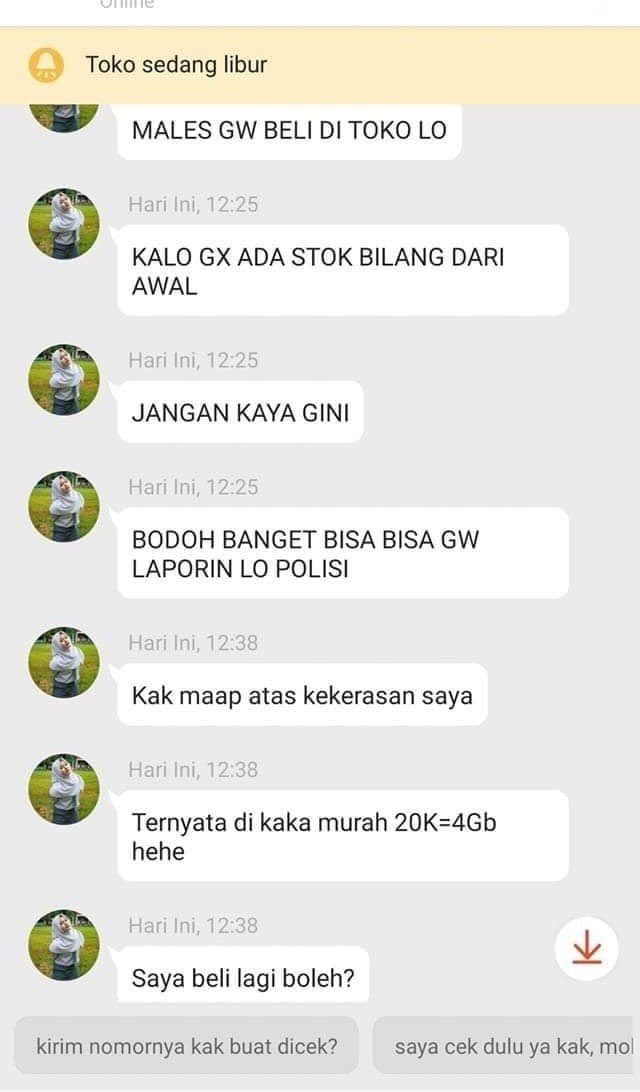 Online
Toko sedang libur
MALES GW BELI DI TOKO LO
Hari Ini, 12:25
KALO GX ADA STOK BILANG DARI
AWAL
Hari Ini, 12:25
JANGAN KAYA GINI
Hari Ini, 12:25
BODOH BANGET BISA BISA GW
LAPORIN LO POLISI
Hari Ini, 12:38
Kak maap atas kekerasan saya
Hari Ini, 12:38
Ternyata di kaka murah 20K=4Gb
hehe
Hari Ini, 12:38
Saya beli lagi boleh?
kirim nomornya kak buat dicek?
saya cek dulu ya kak,